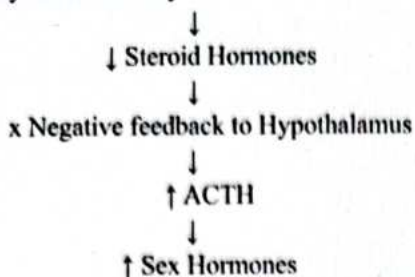 ↓
↓ Steroid Hormones
↓
x Negative feedback to Hypothalamus
↓
↑ ACTH
↓
↑ Sex Hormones